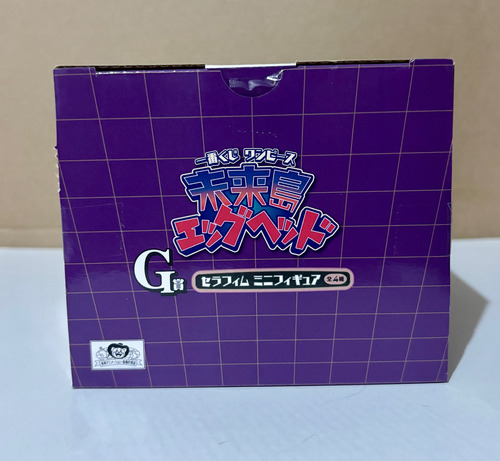 一番くじ ワンピース
未来島
エッグヘッド
G賞
セラフィム ミニフィギュア 全4種